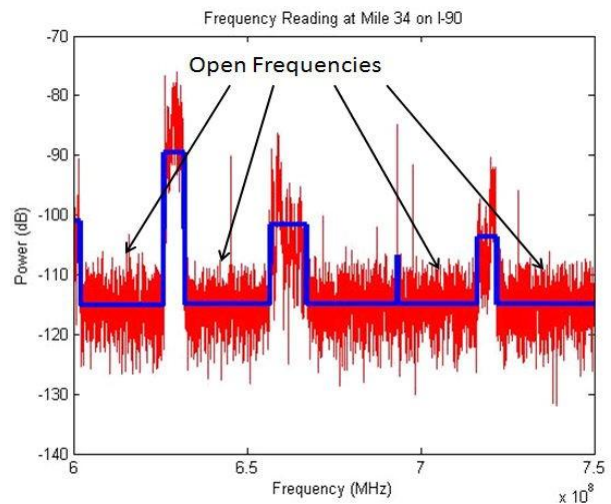 Frequency Reading at Mile 34 on I-90
-70
Open Frequencies
-80
-90
-100
-110
-120
-130
-140
Power (dB)
6
6.5
7
7.5
Frequency (MHz)
x 10^8